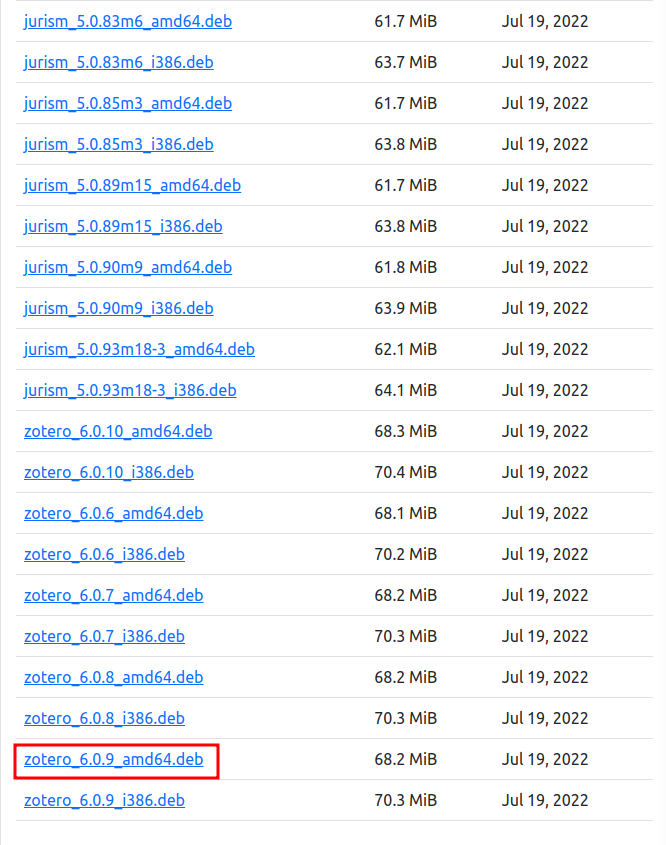 jurism_5.0.83m6_amd64.deb 61.7 MiB Jul 19, 2022
jurism_5.0.83m6_i386.deb 63.7 MiB Jul 19, 2022
jurism_5.0.85m3_amd64.deb 61.7 MiB Jul 19, 2022
jurism_5.0.85m3_i386.deb 63.8 MiB Jul 19, 2022
jurism_5.0.89m15_amd64.deb 61.7 MiB Jul 19, 2022
jurism_5.0.89m15_i386.deb 63.8 MiB Jul 19, 2022
jurism_5.0.90m9_amd64.deb 61.8 MiB Jul 19, 2022
jurism_5.0.90m9_i386.deb 63.9 MiB Jul 19, 2022
jurism_5.0.93m18-3_amd64.deb 62.1 MiB Jul 19, 2022
jurism_5.0.93m18-3_i386.deb 64.1 MiB Jul 19, 2022
zotero_6.0.10_amd64.deb 68.3 MiB Jul 19, 2022
zotero_6.0.10_i386.deb 70.4 MiB Jul 19, 2022
zotero_6.0.6_amd64.deb 68.1 MiB Jul 19, 2022
zotero_6.0.6_i386.deb 70.2 MiB Jul 19, 2022
zotero_6.0.7_amd64.deb 68.2 MiB Jul 19, 2022
zotero_6.0.7_i386.deb 70.3 MiB Jul 19, 2022
zotero_6.0.8_amd64.deb 68.2 MiB Jul 19, 2022
zotero_6.0.8_i386.deb 70.3 MiB Jul 19, 2022
zotero_6.0.9_amd64.deb 68.2 MiB Jul 19, 2022
zotero_6.0.9_i386.deb 70.3 MiB Jul 19, 2022